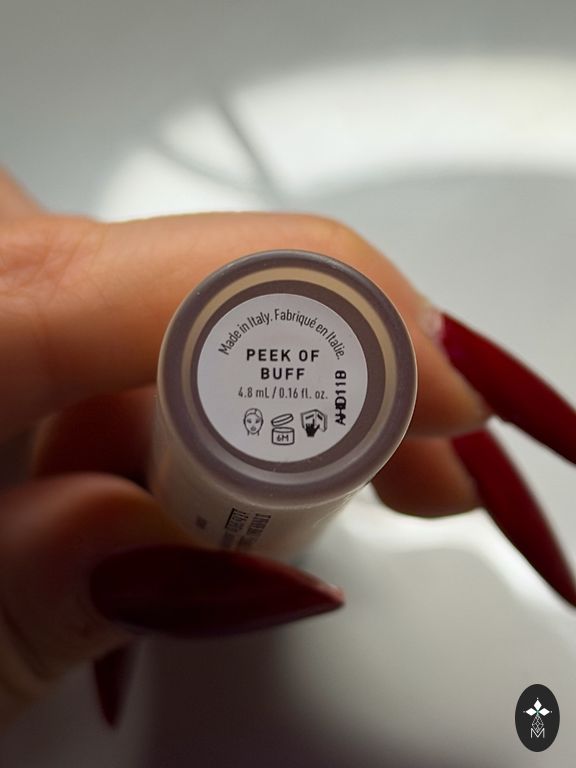 Made in Italy. Fabriqué en Italie.
PEEK OF
BUFF
4.8 mL / 0.16 fl. oz.
AHD11B
6M
M